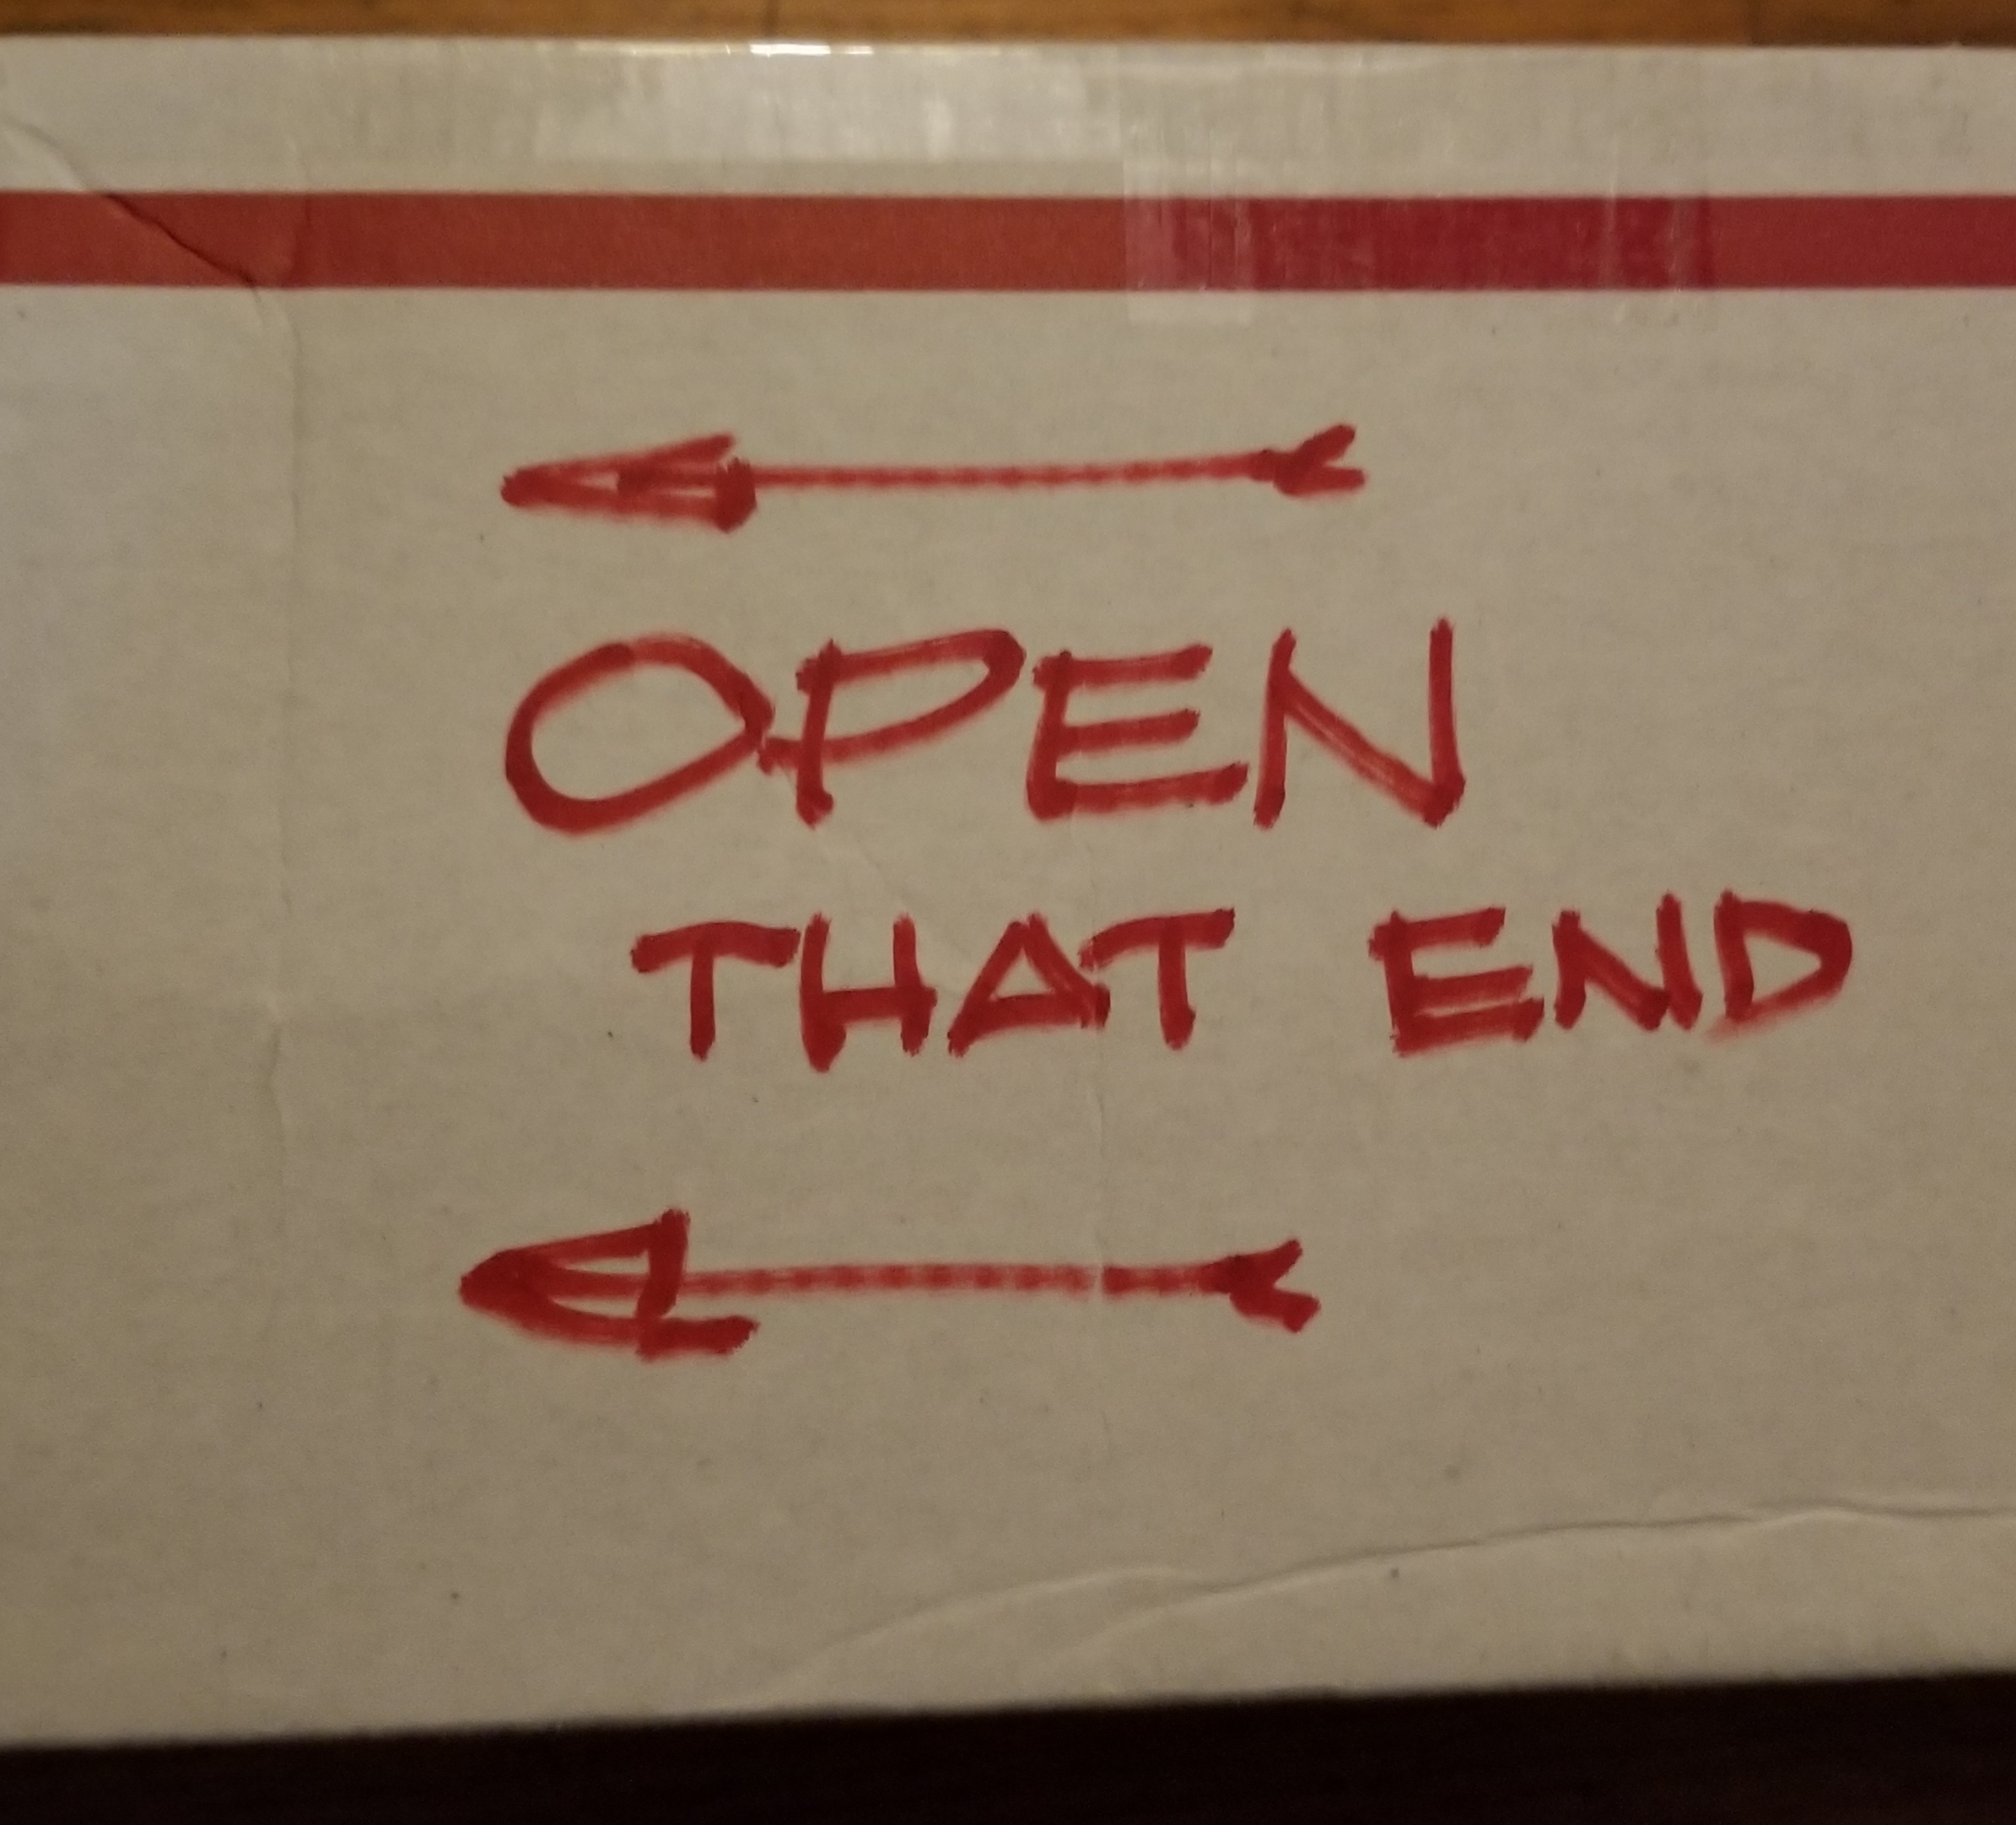 OPEN
THAT END